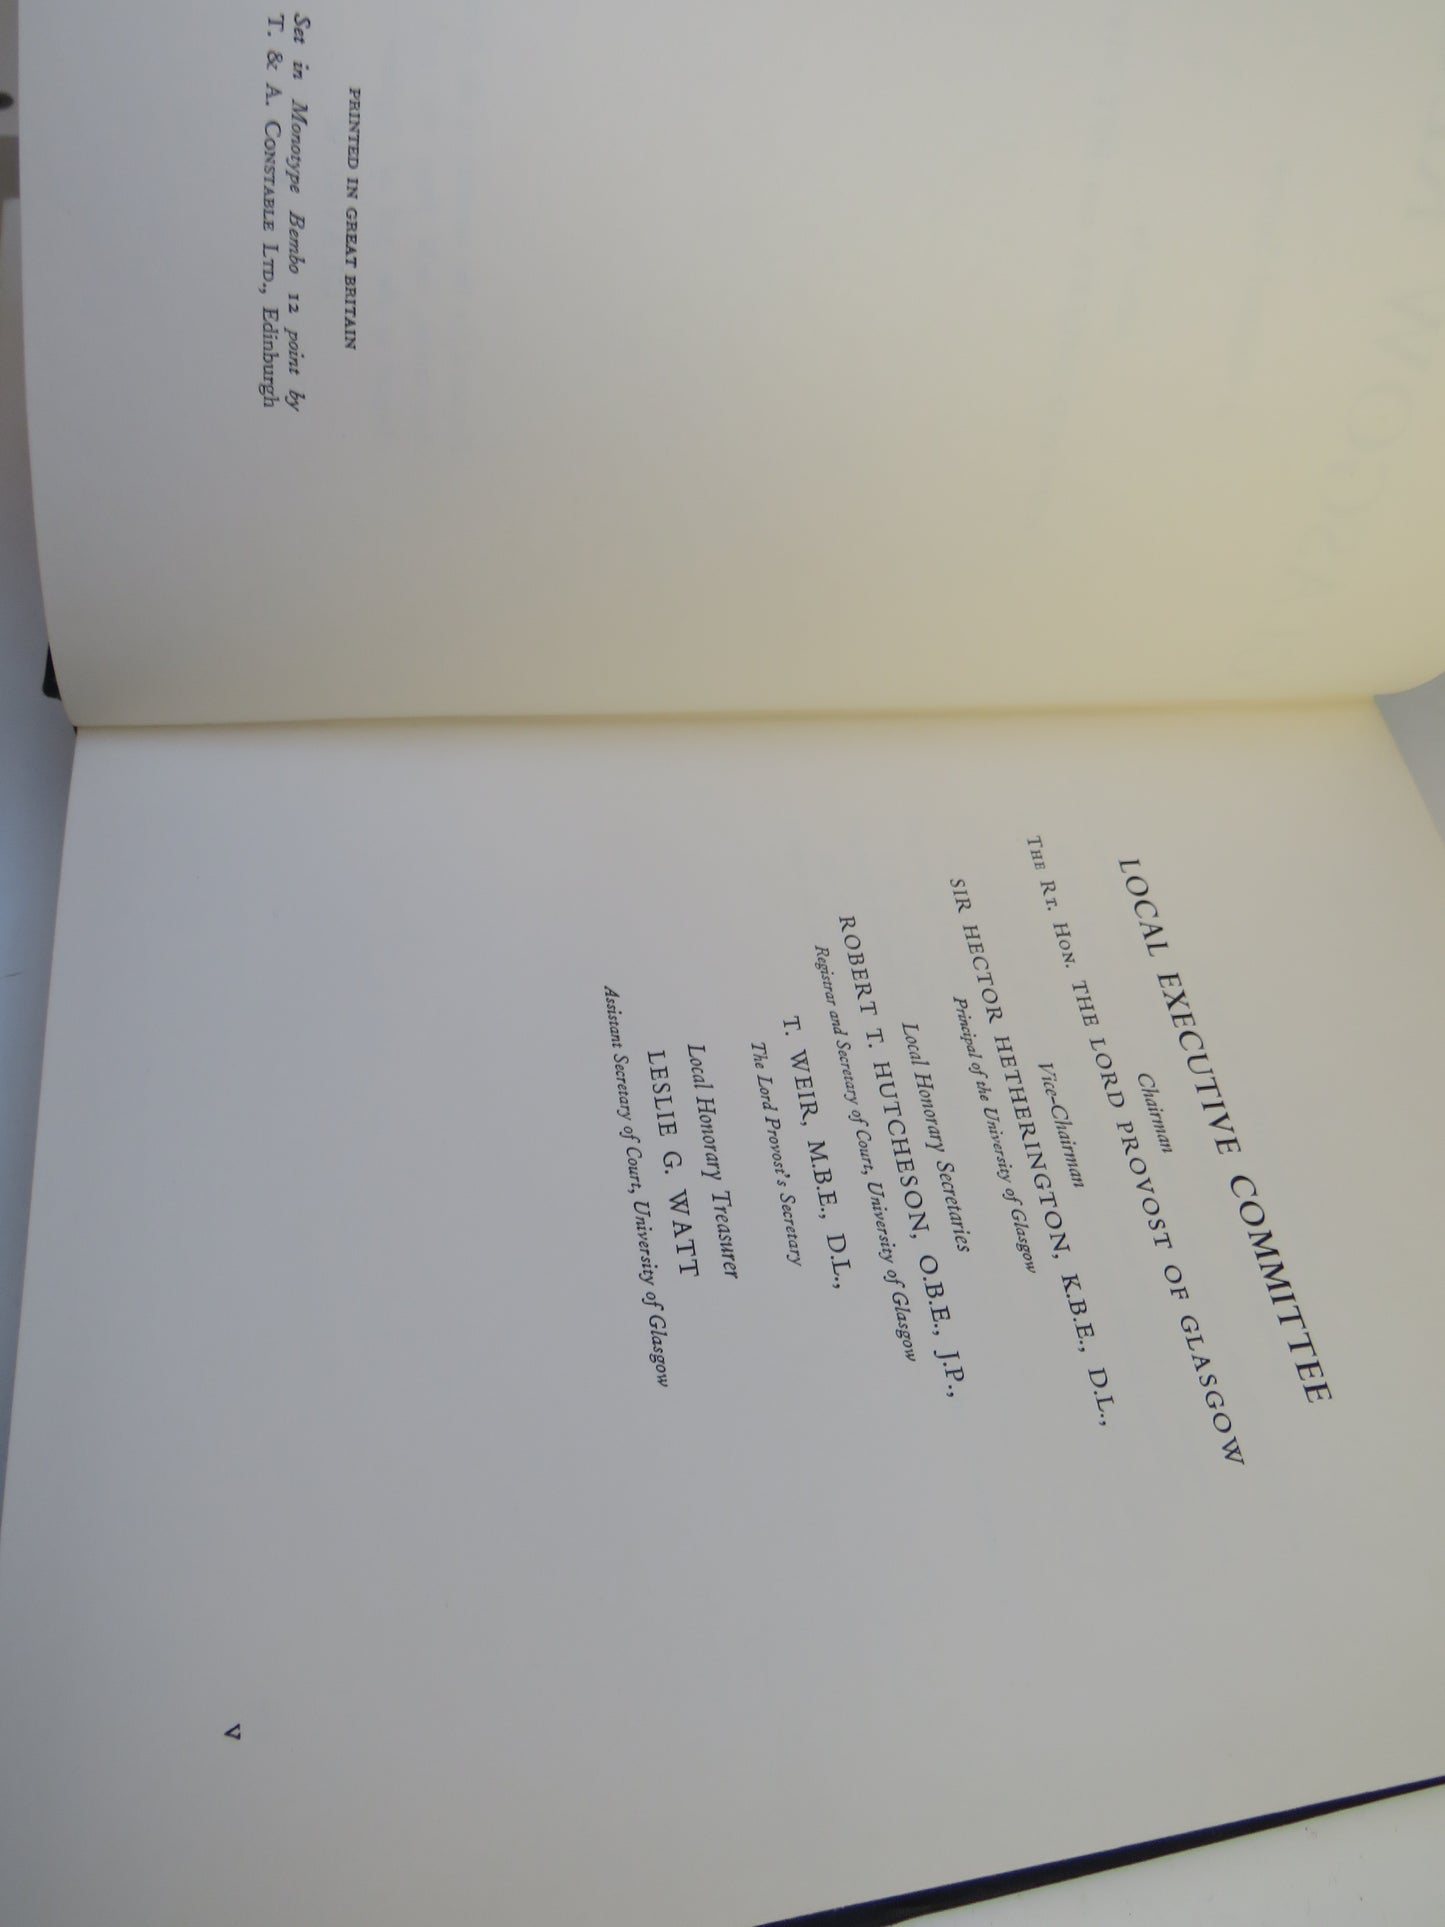 PRINTED IN GREAT BRITAIN
Set in Monotype Bembo 12 point by
T. & A. CONSTABLE LTD., Edinburgh
LOCAL EXECUTIVE COMMITTEE
Chairman
THE RT. HON. THE LORD PROVOST OF GLASGOW
Vice-Chairman
SIR HECTOR HETHERINGTON, K.B.E., D.L.,
Principal of the University of Glasgow
Local Honorary Secretaries
ROBERT T. HUTCHESON, O.B.E., J.P.,
Registrar and Secretary of Court, University of Glasgow
T. WEIR, M.B.E., D.L.,
The Lord Provost's Secretary
Local Honorary Treasurer
LESLIE G. WATT
Assistant Secretary of Court, University of Glasgow
v